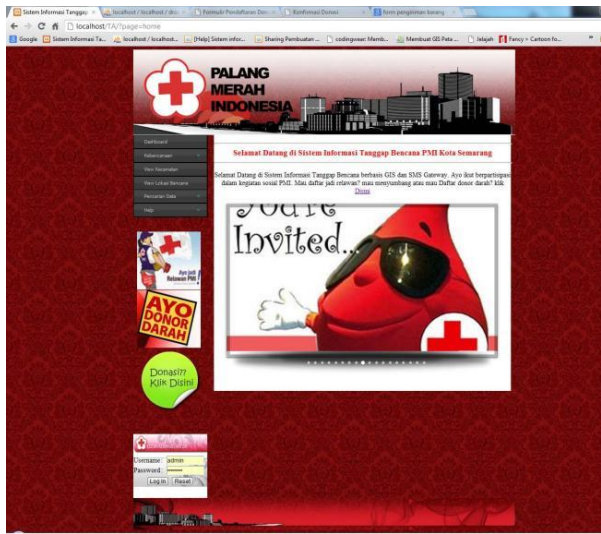 Sistem Informasi Tanggap
localhost / localhost / 
Formulir Pendaftaran Don
Konfirmasi Donasi
form pengiriman barang
localhost/TA/?page=home
Google
Sistem Informasi Ta...
localhost / localhost...
[Help] Sistem infor...
Sharing Pembuatan ...
codingwear: Memb...
Membuat GIS Peta ...
Jelajah
Fancy > Cartoon fo...
PALANG
MERAH
INDONESIA
Dashboard
Kebencanaan
View Kecamatan
View Lokasi Bencana
Pencarian Data
Help
Selamat Datang di Sistem Informasi Tanggap Bencana PMI Kota Semarang
Selamat Datang di Sistem Informasi Tanggap Bencana berbasis GIS dan SMS Gateway. Ayo ikut berpartisipasi
dalam kegiatan sosial PMI. Mau daftar jadi relawan? mau menyumbang atau mau Daftar donor darah? klik
Disini
You're
Invited...
Ayo jadi
Relawan PMI
AYO
DONOR
DARAH
Donasi??
Klik Disini
Username : admin
Password :
Log In Reset